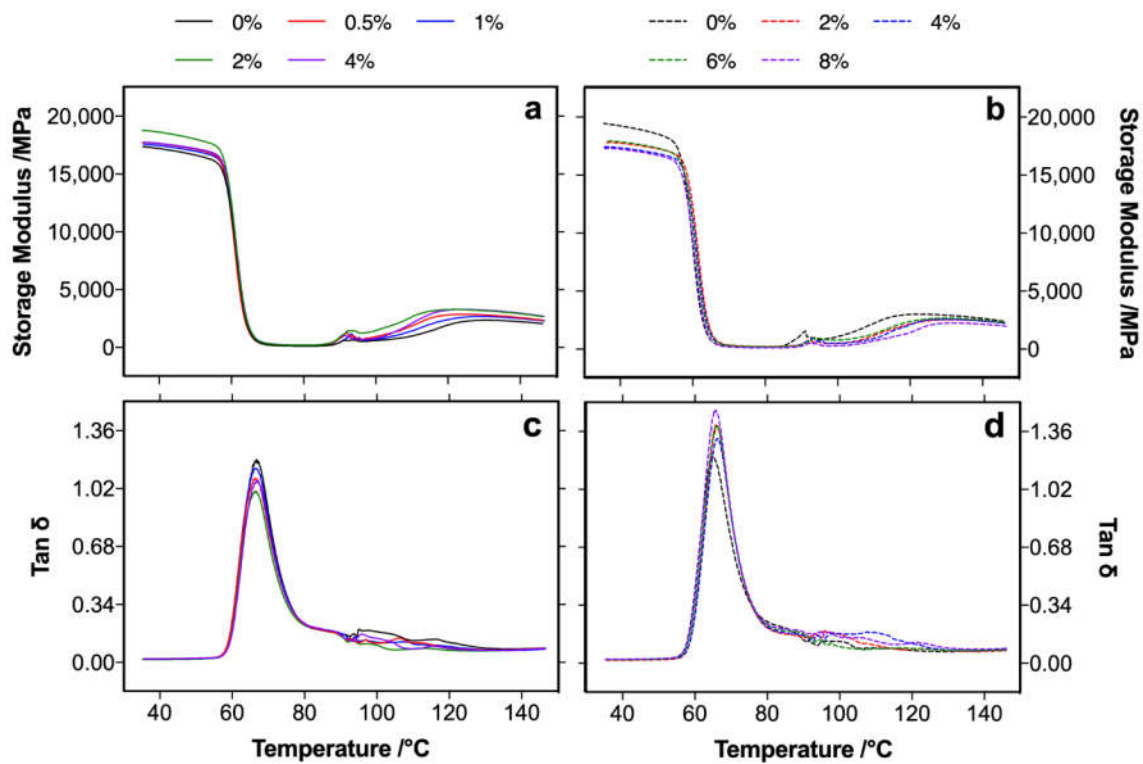 0% 0.5% 1%
2% 4%
0% 2% 4%
6% 8%
a
20,000
15,000
10,000
5,000
0
Storage Modulus /MPa
b
20,000
15,000
10,000
5,000
0
Storage Modulus /MPa
c
1.36
1.02
0.68
0.34
0.00
Tan δ
40 60 80 100 120 140
Temperature /°C
d
1.36
1.02
0.68
0.34
0.00
Tan δ
40 60 80 100 120 140
Temperature /°C